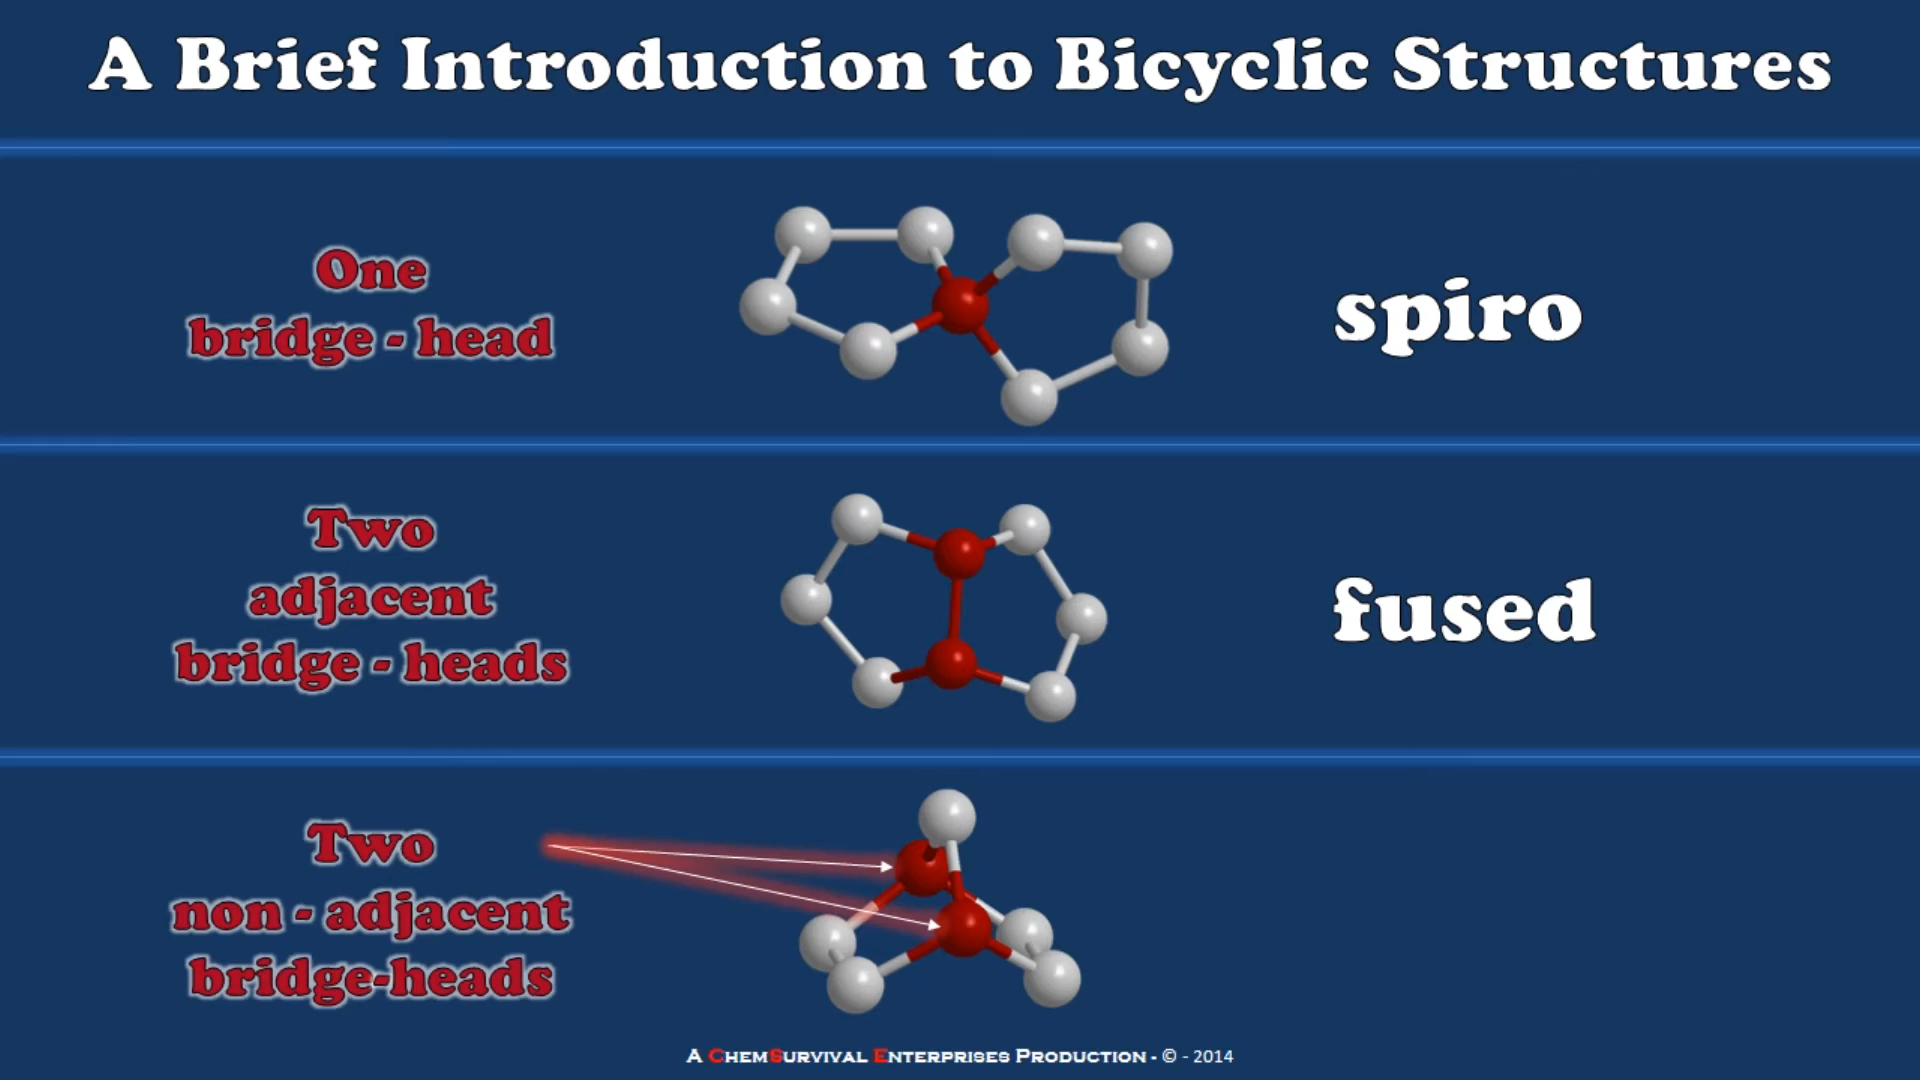 A Brief Introduction to Bicyclic Structures
One
bridge - head
spiro
Two
adjacent
bridge - heads
fused
Two
non - adjacent
bridge-heads
A ChemSurvival Enterprises Production - © - 2014